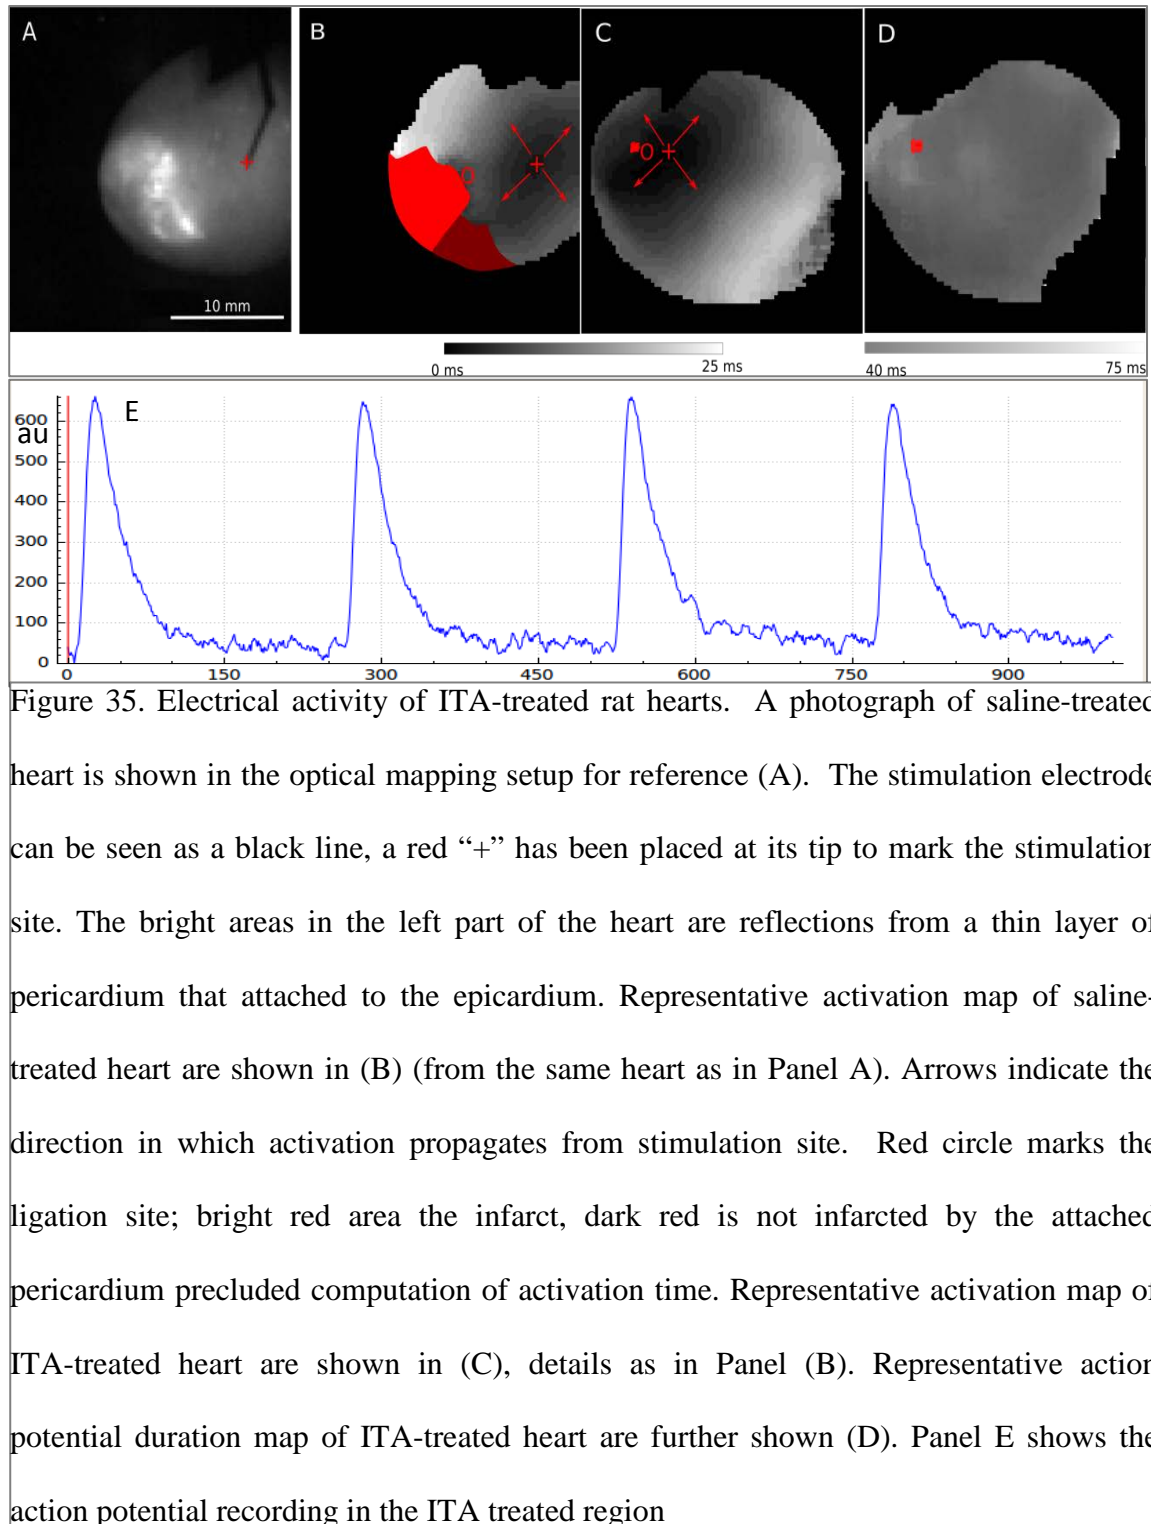 A B C D
+ O + O +
10 mm
0 ms 25 ms 40 ms 75 ms
E
600
au
500
400
300
200
100
0
0 150 300 450 600 750 900
Figure 35. Electrical activity of ITA-treated rat hearts. A photograph of saline-treated
heart is shown in the optical mapping setup for reference (A). The stimulation electrode
can be seen as a black line, a red “+” has been placed at its tip to mark the stimulation
site. The bright areas in the left part of the heart are reflections from a thin layer of
pericardium that attached to the epicardium. Representative activation map of saline-
treated heart are shown in (B) (from the same heart as in Panel A). Arrows indicate the
direction in which activation propagates from stimulation site. Red circle marks the
ligation site; bright red area the infarct, dark red is not infarcted by the attached
pericardium precluded computation of activation time. Representative activation map of
ITA-treated heart are shown in (C), details as in Panel (B). Representative action
potential duration map of ITA-treated heart are further shown (D). Panel E shows the
action potential recording in the ITA treated region